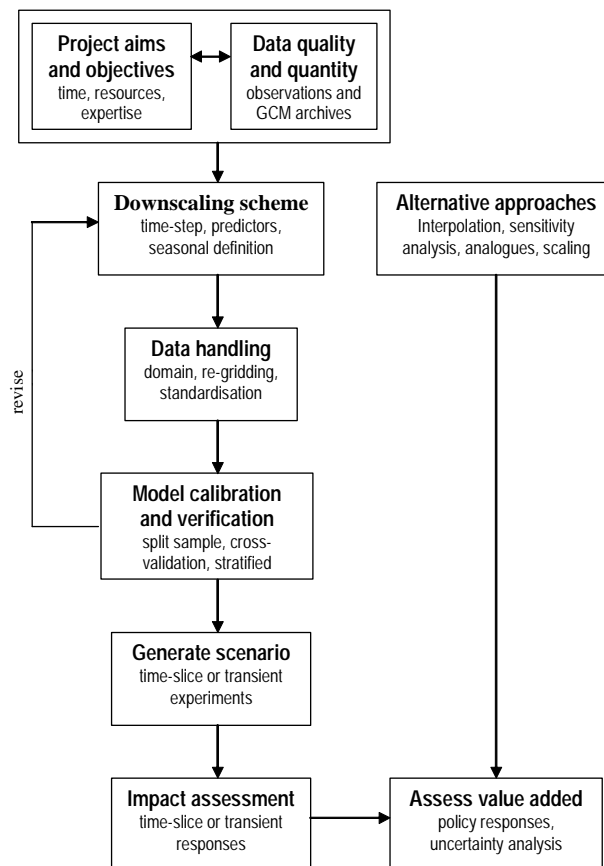 Project aims
and objectives
time, resources,
expertise
Data quality
and quantity
observations and
GCM archives
Downscaling scheme
time-step, predictors,
seasonal definition
Alternative approaches
Interpolation, sensitivity
analysis, analogues, scaling
Data handling
domain, re-gridding,
standardisation
revise
Model calibration
and verification
split sample, cross-
validation, stratified
Generate scenario
time-slice or transient
experiments
Impact assessment
time-slice or transient
responses
Assess value added
policy responses,
uncertainty analysis